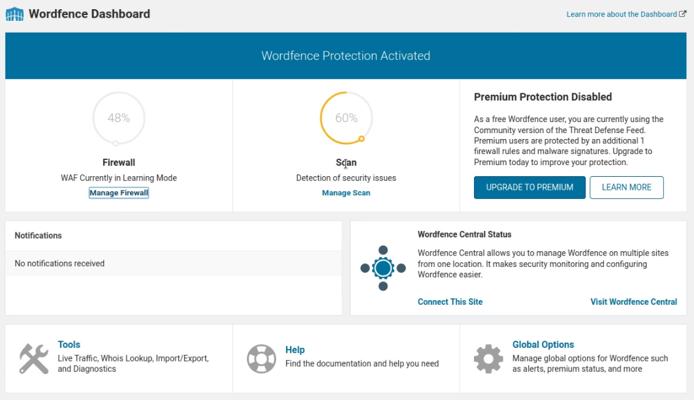 Wordfence Dashboard
Learn more about the Dashboard
Wordfence Protection Activated
48%
Firewall
WAF Currently in Learning Mode
Manage Firewall
60%
Scan
Detection of security issues
Manage Scan
Premium Protection Disabled
As a free Wordfence user, you are currently using the
Community version of the Threat Defense Feed.
Premium users are protected by an additional 1
firewall rules and malware signatures. Upgrade to
Premium today to improve your protection.
UPGRADE TO PREMIUM
LEARN MORE
Notifications
No notifications received
Wordfence Central Status
Wordfence Central allows you to manage Wordfence on multiple sites
from one location. It makes security monitoring and configuring
Wordfence easier.
Connect This Site
Visit Wordfence Central
Tools
Live Traffic, Whois Lookup, Import/Export,
and Diagnostics
Help
Find the documentation and help you need
Global Options
Manage global options for Wordfence such
as alerts, premium status, and more